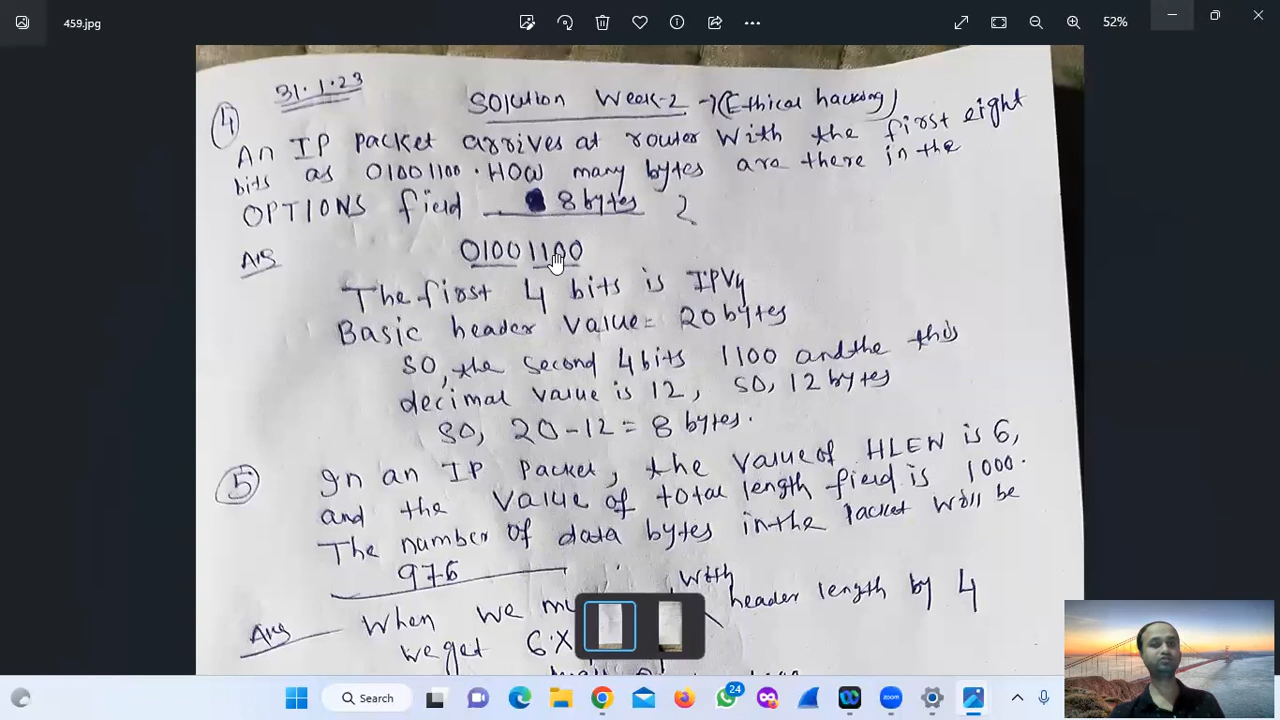 459.jpg
52%
31.1.23
Solution Week-2 → (Ethical hacking)
4
An IP packet arrives at router with the first eight
bits as 01001100. How many bytes are there in the
OPTIONS field 8 bytes ?
Ans 01001100
The first 4 bits is IPV4
Basic header value = 20 bytes
SO, the second 4 bits 1100 and the this
decimal value is 12, so, 12 bytes
SO, 20-12 = 8 bytes.
5
In an IP Packet, the value of HLEN is 6,
and the value of total length field is 1000.
The number of data bytes in the packet will be
976
Ans When we with header length by 4
we get 6 X
Search
24
zoom